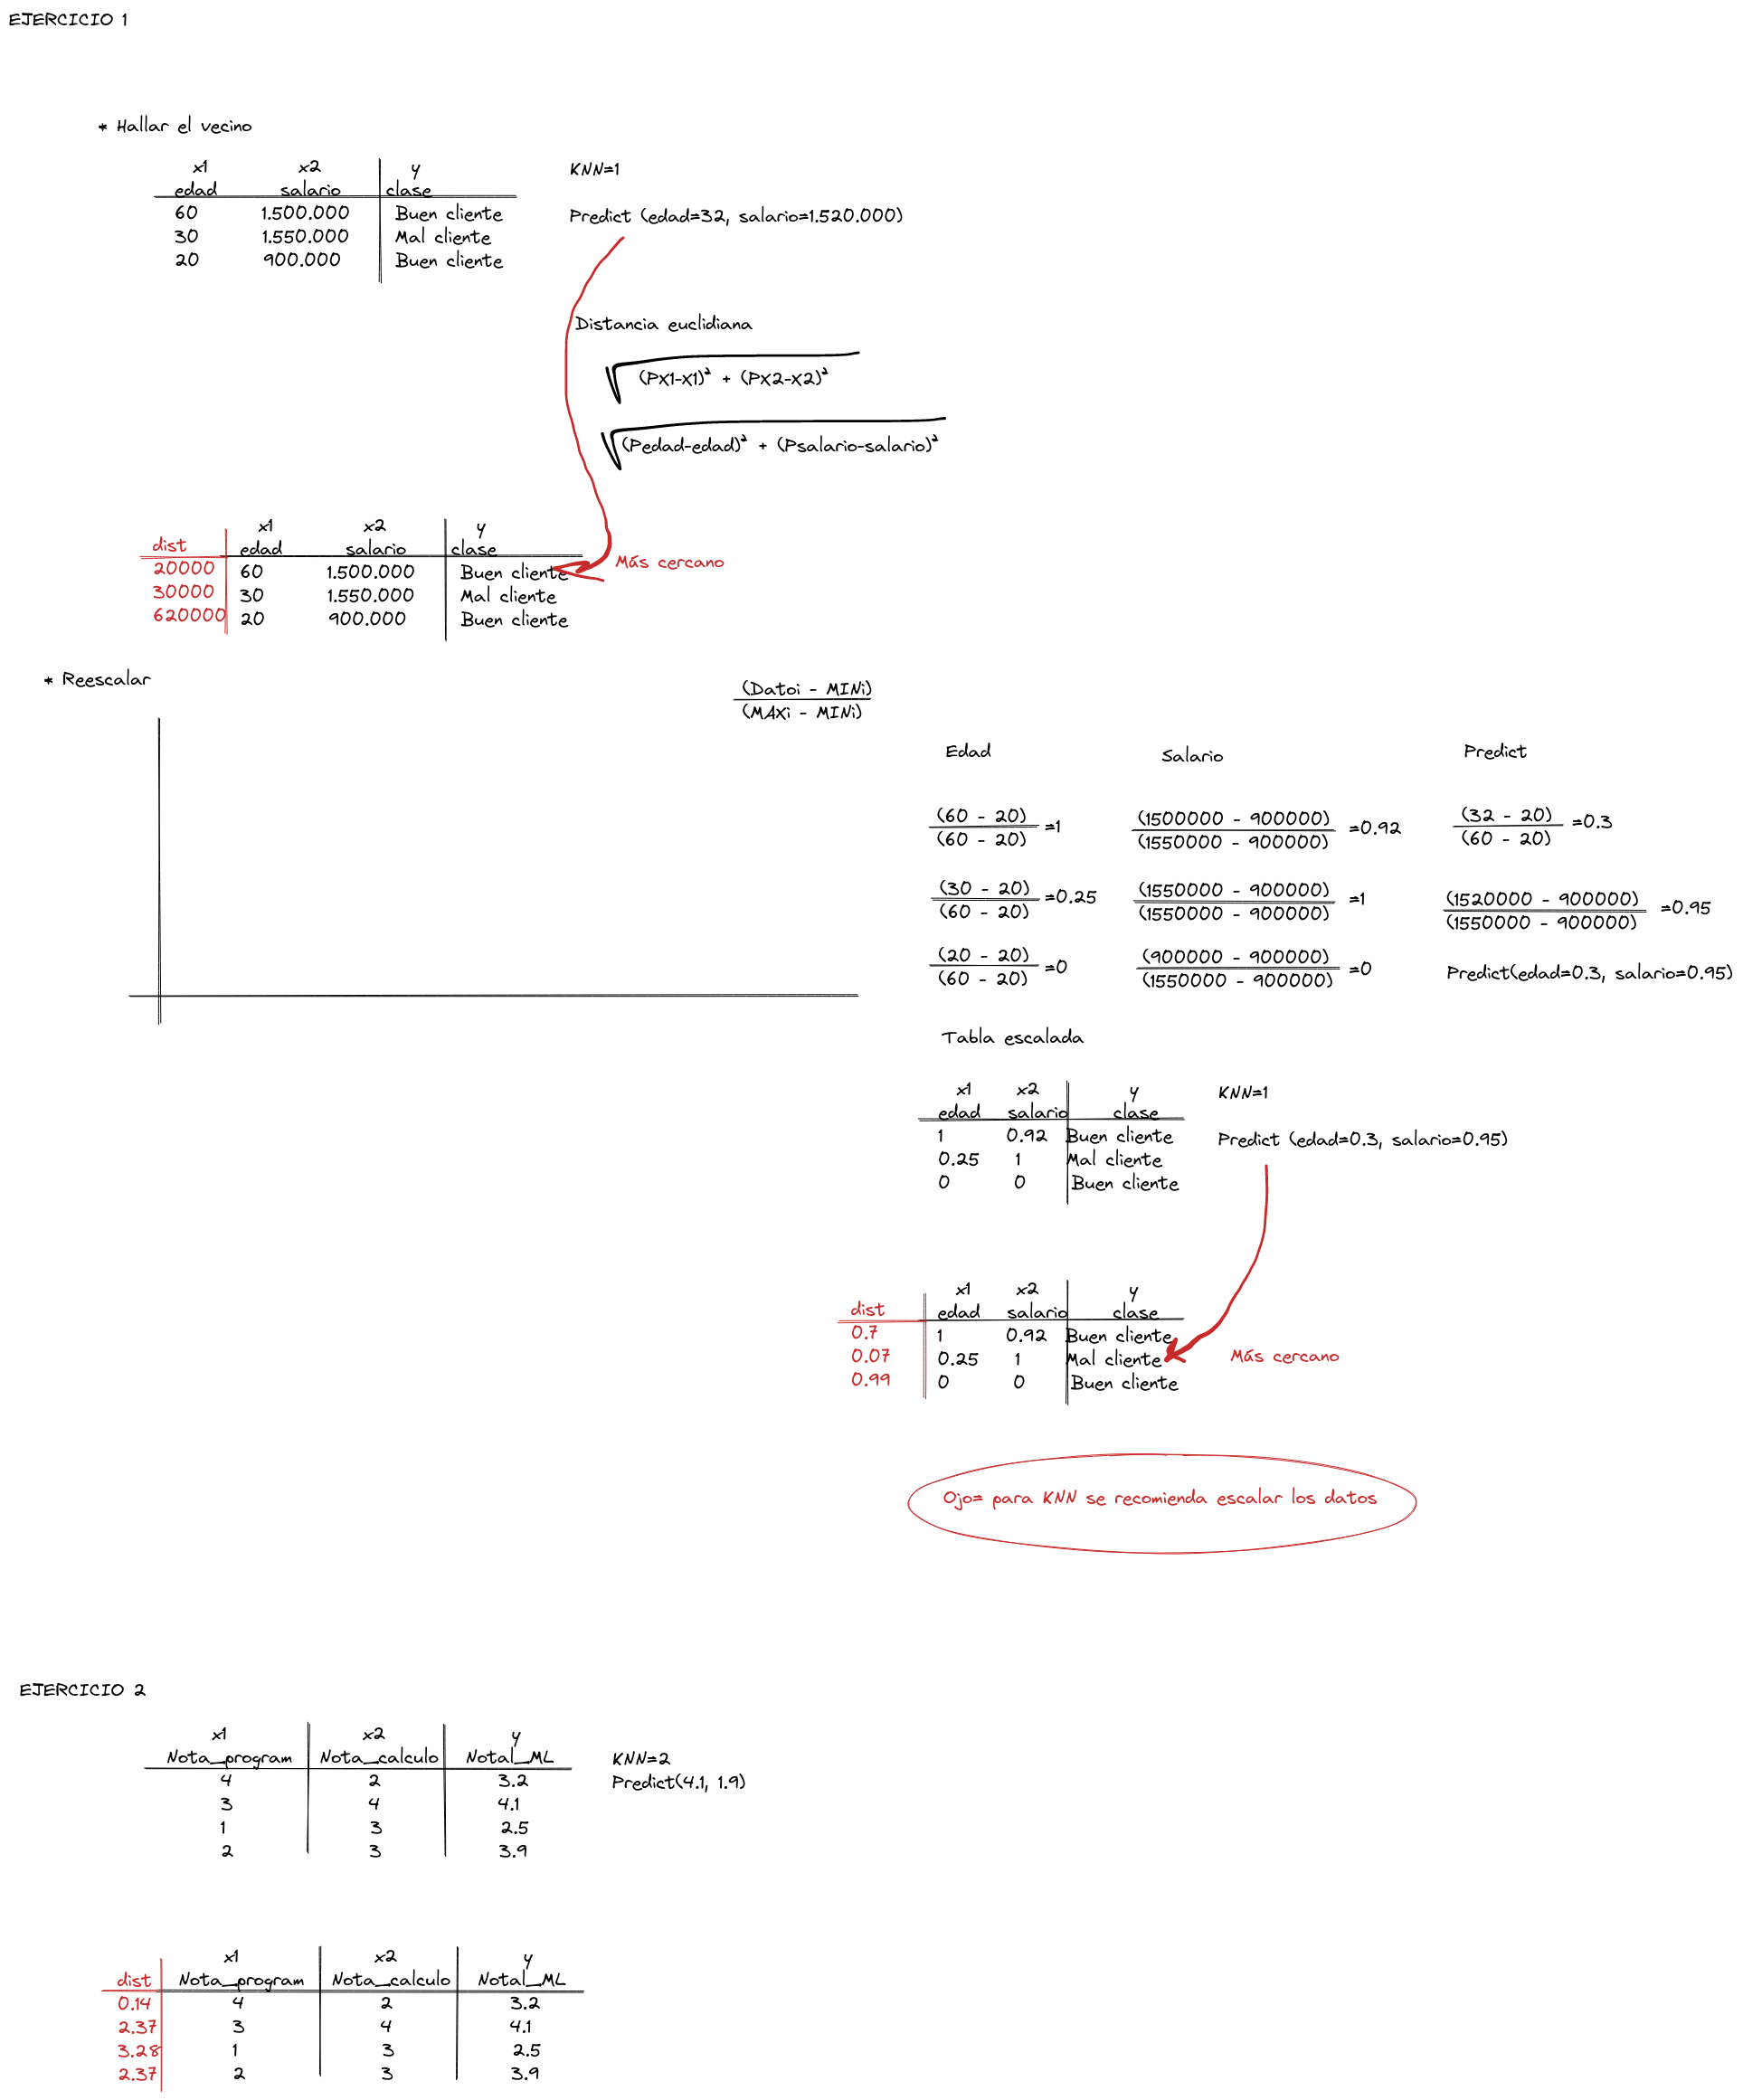 EJERCICIO 1
* Hallar el vecino
x1 x2 y
edad salario clase
60 1.500.000 Buen cliente
30 1.550.000 Mal cliente
20 900.000 Buen cliente
KNN=1
Predict (edad=32, salario=1.520.000)
Distancia euclidiana
√(PX1-X1)² + (PX2-X2)²
√(Pedad-edad)² + (Psalario-salario)²
x1 x2 y
dist edad salario clase
20000 60 1.500.000 Buen cliente
30000 30 1.550.000 Mal cliente
620000 20 900.000 Buen cliente
Más cercano
* Reescalar
(Datoi - MINi)
(MAXi - MINi)
Edad
(60 - 20)
(60 - 20)
=1
(30 - 20)
(60 - 20)
=0.25
(20 - 20)
(60 - 20)
=0
Salario
(1500000 - 900000)
(1550000 - 900000)
=0.92
(1550000 - 900000)
(1550000 - 900000)
=1
(900000 - 900000)
(1550000 - 900000)
=0
Predict
(32 - 20)
(60 - 20)
=0.3
(1520000 - 900000)
(1550000 - 900000)
=0.95
Predict(edad=0.3, salario=0.95)
Tabla escalada
x1 x2 y
edad salario clase
1 0.92 Buen cliente
0.25 1 Mal cliente
0 0 Buen cliente
KNN=1
Predict (edad=0.3, salario=0.95)
x1 x2 y
dist edad salario clase
0.7 1 0.92 Buen cliente
0.07 0.25 1 Mal cliente
0.99 0 0 Buen cliente
Más cercano
Ojo= para KNN se recomienda escalar los datos
EJERCICIO 2
x1 x2 y
Nota_program Nota_calculo Notal_ML
4 2 3.2
3 4 4.1
1 3 2.5
2 3 3.9
KNN=2
Predict(4.1, 1.9)
x1 x2 y
dist Nota_program Nota_calculo Notal_ML
0.14 4 2 3.2
2.37 3 4 4.1
3.28 1 3 2.5
2.37 2 3 3.9